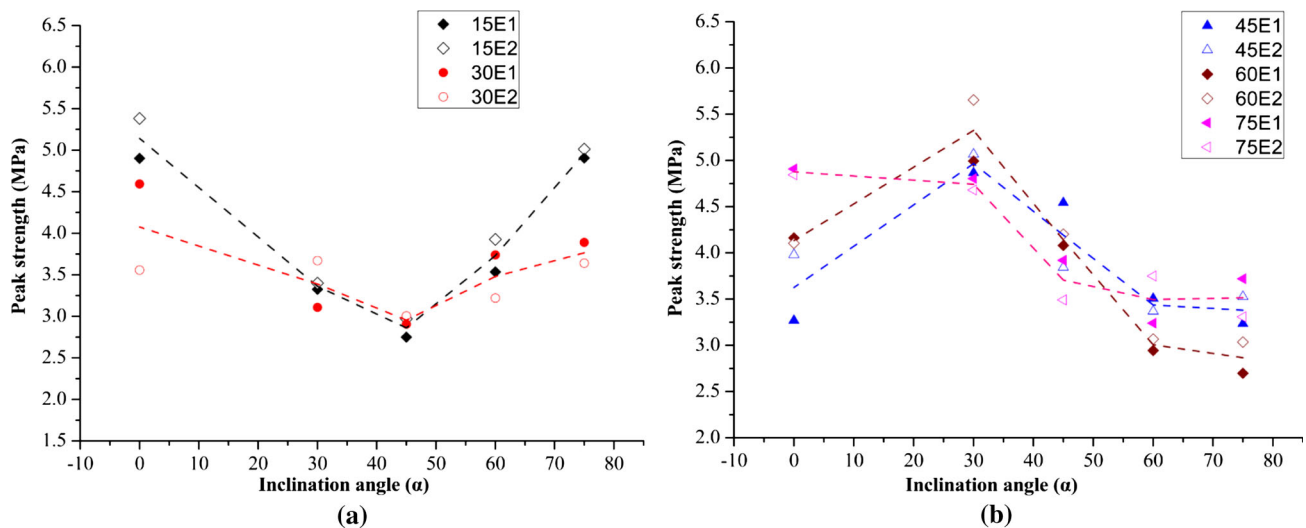 6.5
6.0
5.5
5.0
4.5
4.0
3.5
3.0
2.5
2.0
1.5
Peak strength (MPa)
15E1
15E2
30E1
30E2
-10 0 10 20 30 40 50 60 70 80
Inclination angle (α)
(a)
6.5
6.0
5.5
5.0
4.5
4.0
3.5
3.0
2.5
2.0
Peak strength (MPa)
45E1
45E2
60E1
60E2
75E1
75E2
-10 0 10 20 30 40 50 60 70 80
Inclination angle (α)
(b)